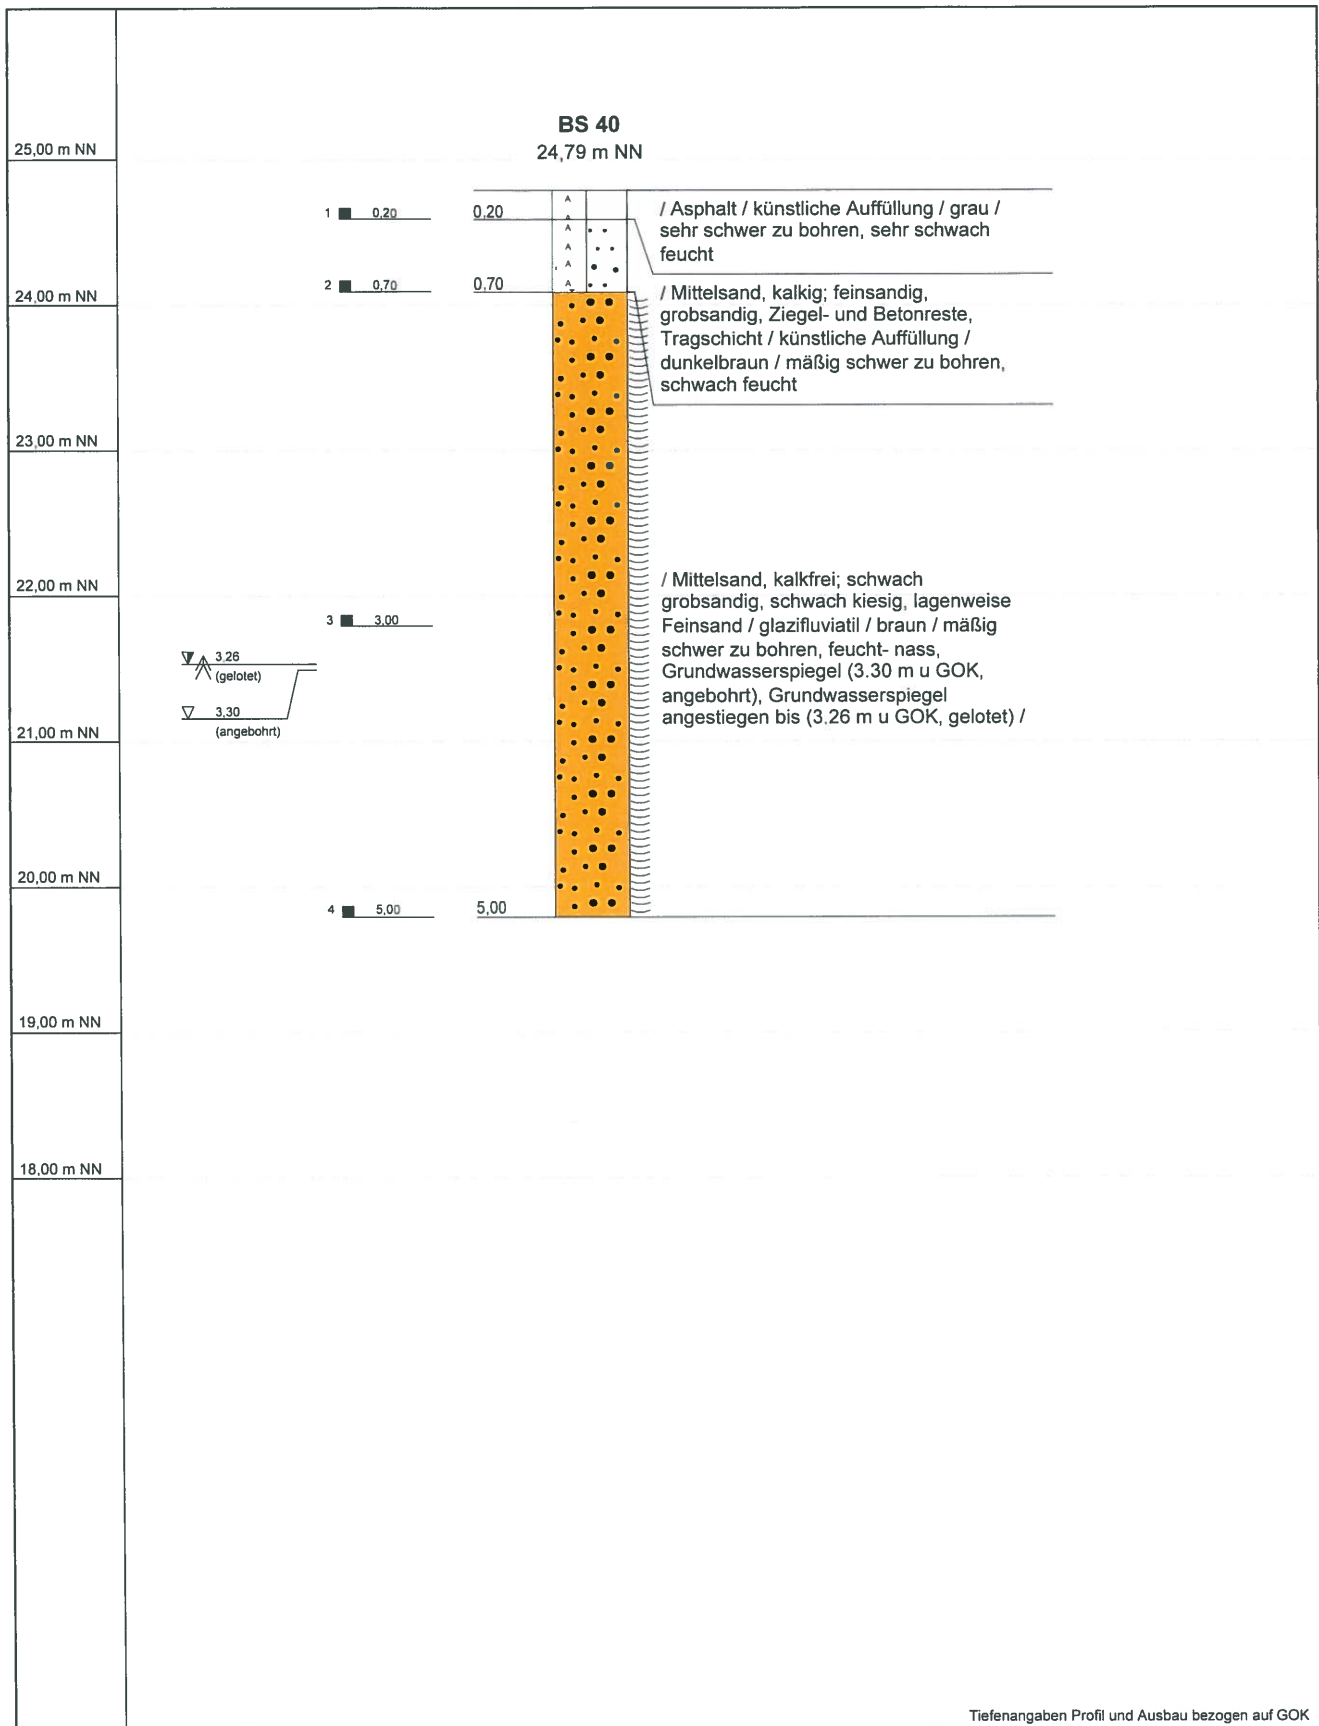 BS 40
24,79 m NN
25,00 m NN
24,00 m NN
23,00 m NN
22,00 m NN
21,00 m NN
20,00 m NN
19,00 m NN
18,00 m NN
1 0,20
2 0,70
3 3,00
4 5,00
3,26
(gelotet)
3,30
(angebohrt)
0,20
0,70
5,00
A
A
A
A
A
A
/ Asphalt / künstliche Auffüllung / grau /
sehr schwer zu bohren, sehr schwach
feucht
/ Mittelsand, kalkig; feinsandig,
grobsandig, Ziegel- und Betonreste,
Tragschicht / künstliche Auffüllung /
dunkelbraun / mäßig schwer zu bohren,
schwach feucht
/ Mittelsand, kalkfrei; schwach
grobsandig, schwach kiesig, lagenweise
Feinsand / glazifluviatil / braun / mäßig
schwer zu bohren, feucht- nass,
Grundwasserspiegel (3.30 m u GOK,
angebohrt), Grundwasserspiegel
angestiegen bis (3,26 m u GOK, gelotet) /
Tiefenangaben Profil und Ausbau bezogen auf GOK